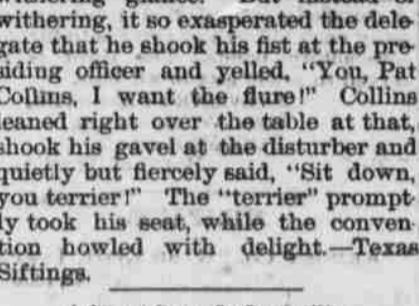 withering, it so exasperated the dele-
gate that he shook his fist at the pre-
siding officer and yelled, "You, Pat
Collins, I want the flure!" Collins
leaned right over the table at that,
shook his gavel at the disturber and
quietly but fiercely said, "Sit down,
you terrier!" The "terrier" prompt-
ly took his seat, while the conven-
tion howled with delight.—Texas
Siftings.